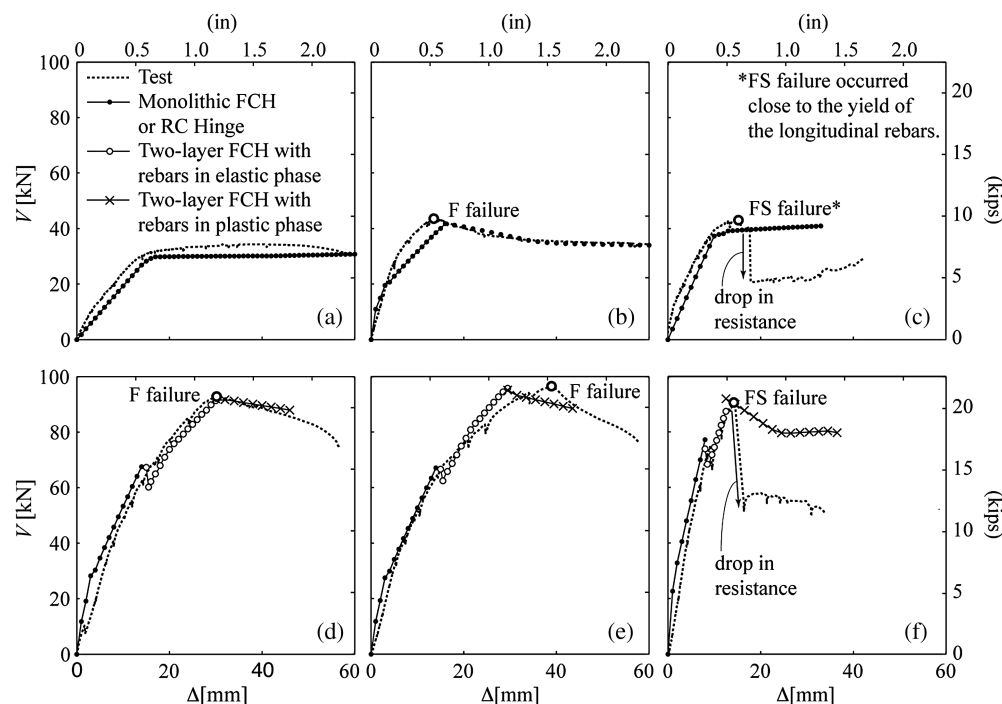 (in) (in) (in)
0 0.5 1.0 1.5 2.0 0 0.5 1.0 1.5 2.0 0 0.5 1.0 1.5 2.0
100
80
60
40
20
0
V [kN]
Test
Monolithic FCH
or RC Hinge
Two-layer FCH with
rebars in elastic phase
Two-layer FCH with
rebars in plastic phase
(a)
F failure
(b)
*FS failure occurred
close to the yield of
the longitudinal rebars.
FS failure*
drop in
resistance
(c)
20
15
10
5
0
(kips)
100
80
60
40
20
0
V [kN]
F failure
(d)
F failure
(e)
FS failure
drop in
resistance
(f)
20
15
10
5
0
(kips)
0 20 40 60 0 20 40 60 0 20 40 60
Δ[mm] Δ[mm] Δ[mm]